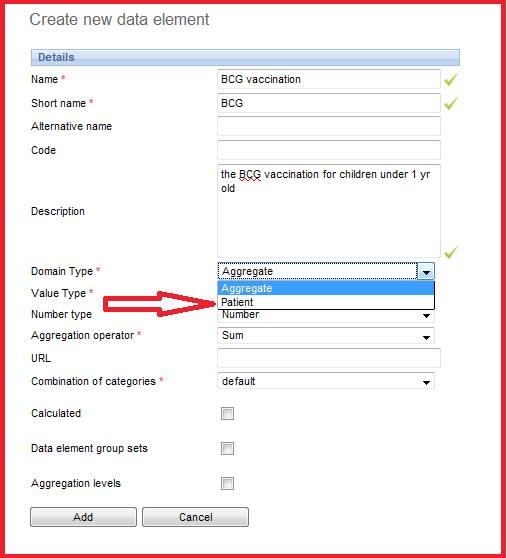 Create new data element
Details
Name * BCG vaccination
Short name * BCG
Alternative name
Code
the BCG vaccination for children under 1 yr
old
Description
Domain Type * Aggregate
Aggregate
Value Type *
Patient
Number type Number
Aggregation operator * Sum
URL
Combination of categories * default
Calculated
Data element group sets
Aggregation levels
Add Cancel